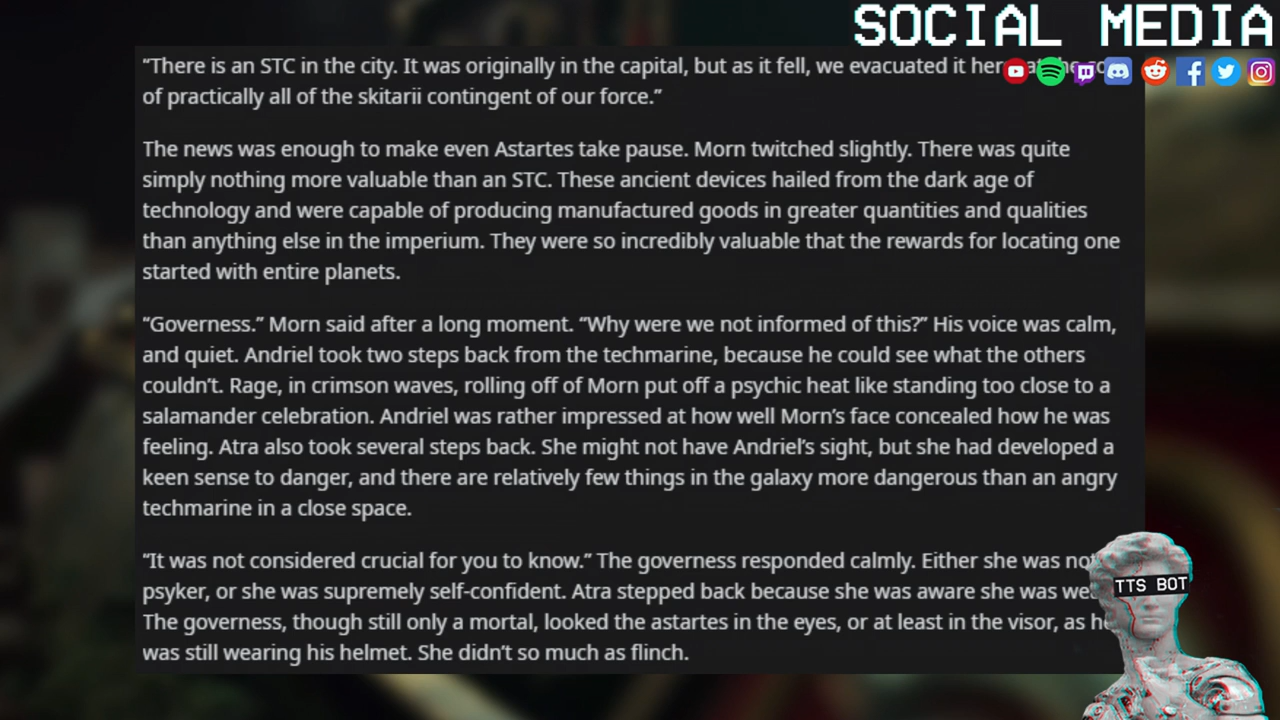 SOCIAL MEDIA
“There is an STC in the city. It was originally in the capital, but as it fell, we evacuated it here at the
of practically all of the skitarii contingent of our force.”
The news was enough to make even Astartes take pause. Morn twitched slightly. There was quite
simply nothing more valuable than an STC. These ancient devices hailed from the dark age of
technology and were capable of producing manufactured goods in greater quantities and qualities
than anything else in the imperium. They were so incredibly valuable that the rewards for locating one
started with entire planets.
“Governess.” Morn said after a long moment. “Why were we not informed of this?” His voice was calm,
and quiet. Andriel took two steps back from the techmarine, because he could see what the others
couldn’t. Rage, in crimson waves, rolling off of Morn put off a psychic heat like standing too close to a
salamander celebration. Andriel was rather impressed at how well Morn’s face concealed how he was
feeling. Atra also took several steps back. She might not have Andriel’s sight, but she had developed a
keen sense to danger, and there are relatively few things in the galaxy more dangerous than an angry
techmarine in a close space.
“It was not considered crucial for you to know.” The governess responded calmly. Either she was not
psyker, or she was supremely self-confident. Atra stepped back because she was aware she was
The governess, though still only a mortal, looked the astartes in the eyes, or at least in the visor, as he
was still wearing his helmet. She didn’t so much as flinch.
TTS BOT